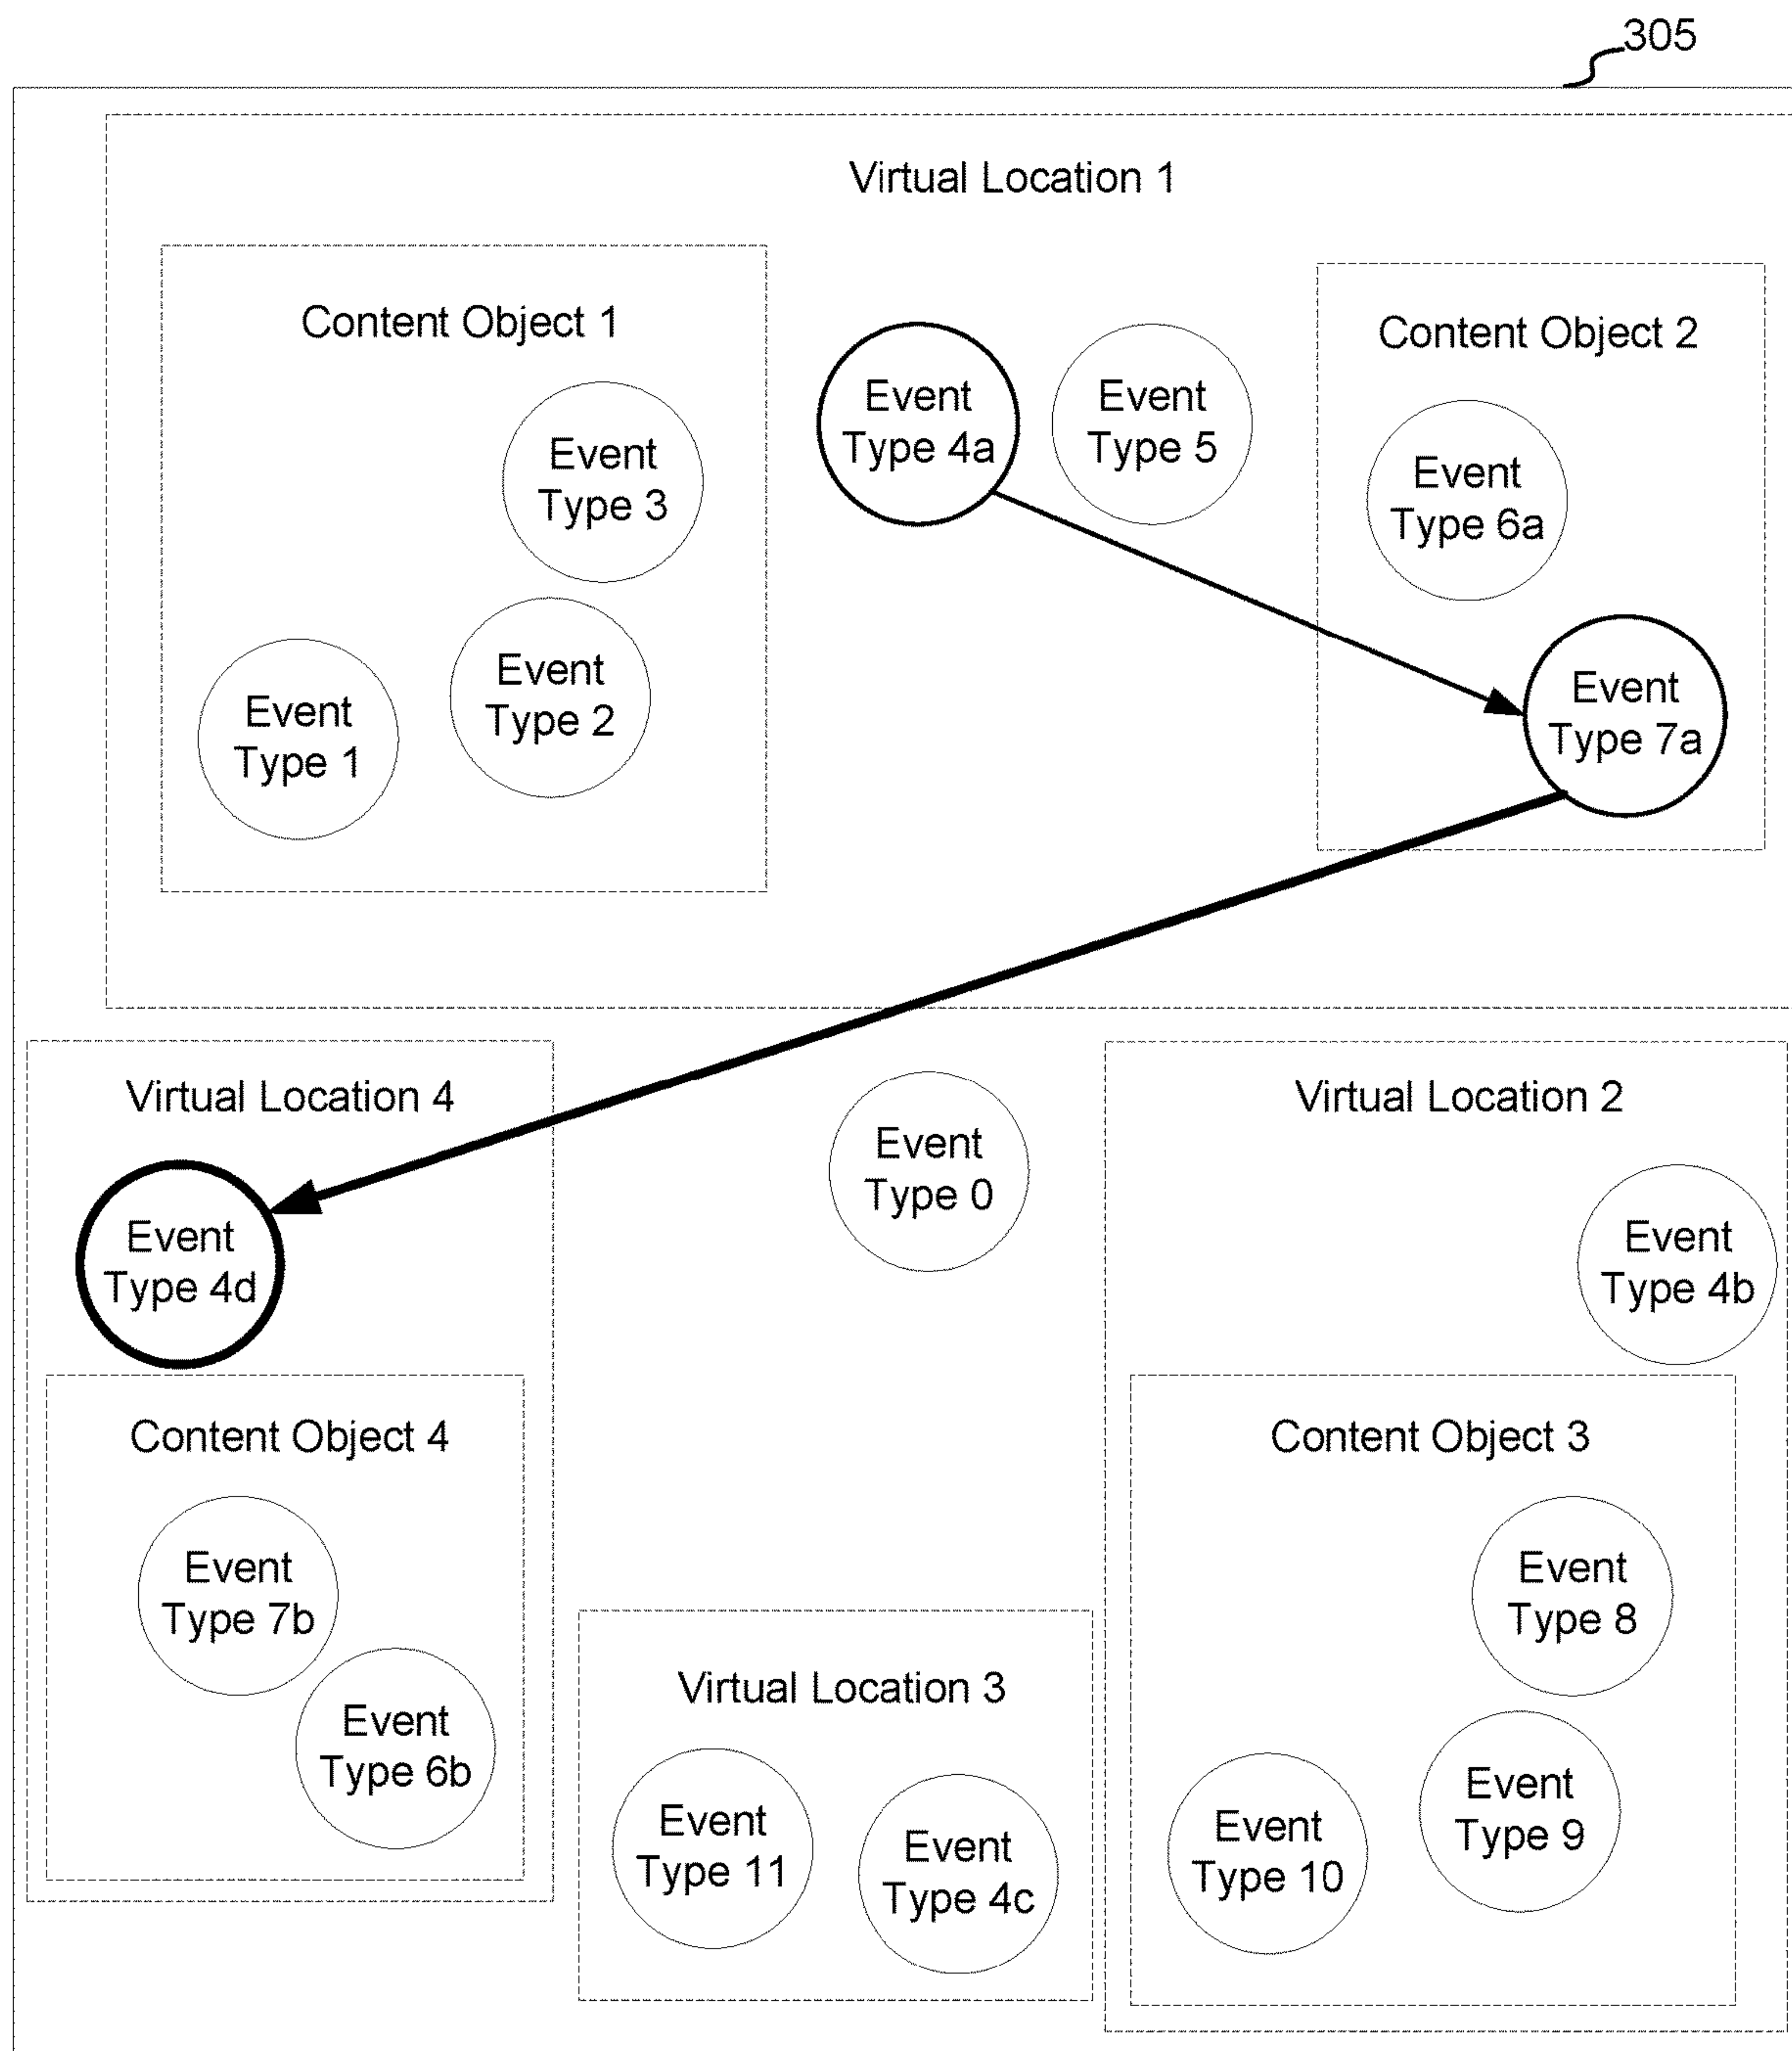 305
Virtual Location 1
Content Object 1
Event
Type 3
Event
Type 2
Event
Type 1
Event
Type 4a
Event
Type 5
Content Object 2
Event
Type 6a
Event
Type 7a
Virtual Location 4
Event
Type 4d
Content Object 4
Event
Type 7b
Event
Type 6b
Event
Type 0
Virtual Location 3
Event
Type 11
Event
Type 4c
Virtual Location 2
Event
Type 4b
Content Object 3
Event
Type 8
Event
Type 9
Event
Type 10